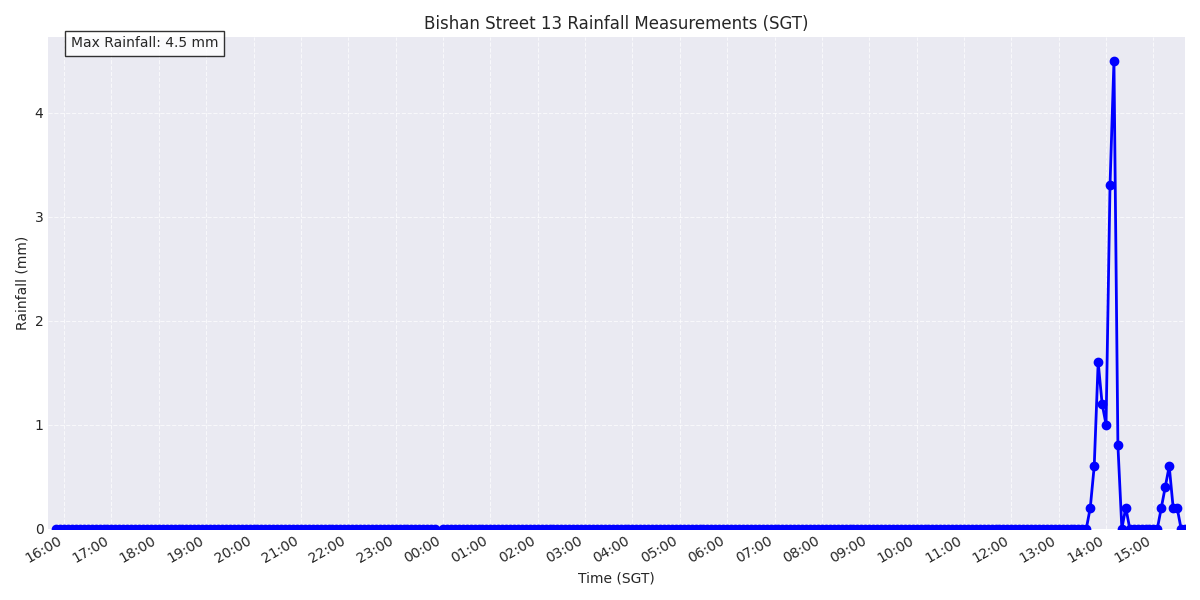 Bishan Street 13 Rainfall Measurements (SGT)
Max Rainfall: 4.5 mm
Rainfall (mm)
4
3
2
1
0
16:00 17:00 18:00 19:00 20:00 21:00 22:00 23:00 00:00 01:00 02:00 03:00 04:00 05:00 06:00 07:00 08:00 09:00 10:00 11:00 12:00 13:00 14:00 15:00
Time (SGT)